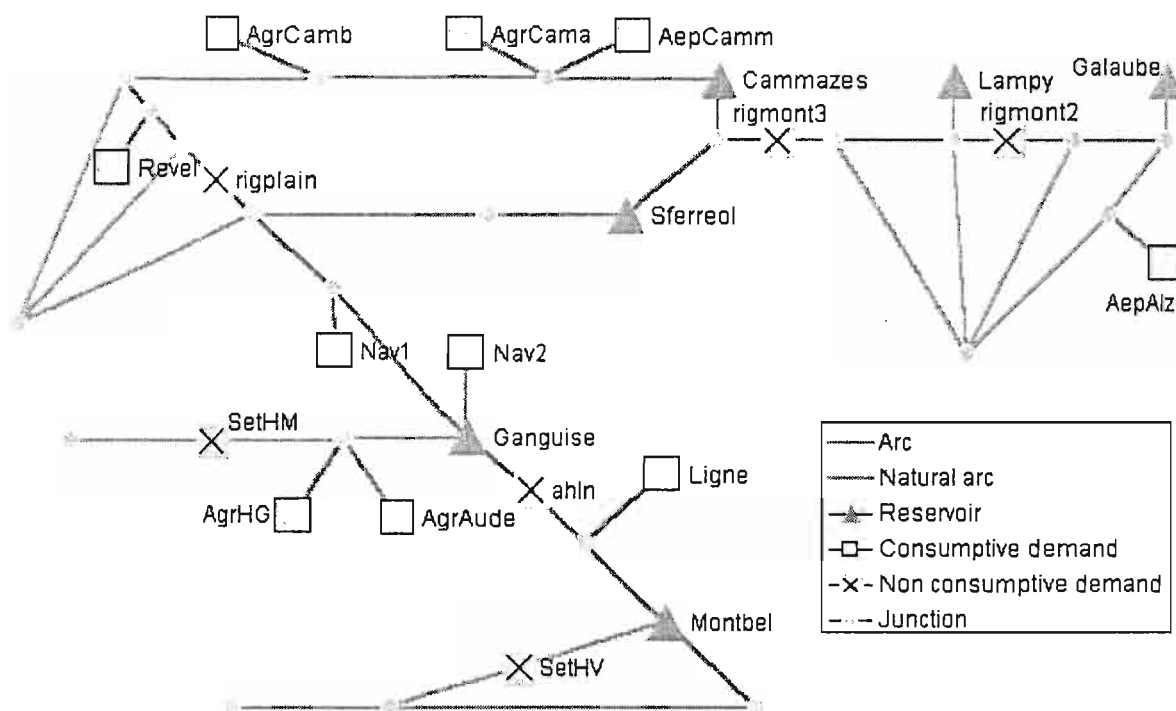 AgrCamb
AgrCama
AepCamm
Cammazes
Lampy
Galaube
rigmont3
rigmont2
Revel
rigplain
Sferreol
AepAlz
Nav1
Nav2
SetHM
Ganguise
AgrHG
AgrAude
ahln
Ligne
Montbel
SetHV
Arc
Natural arc
Reservoir
Consumptive demand
Non consumptive demand
Junction